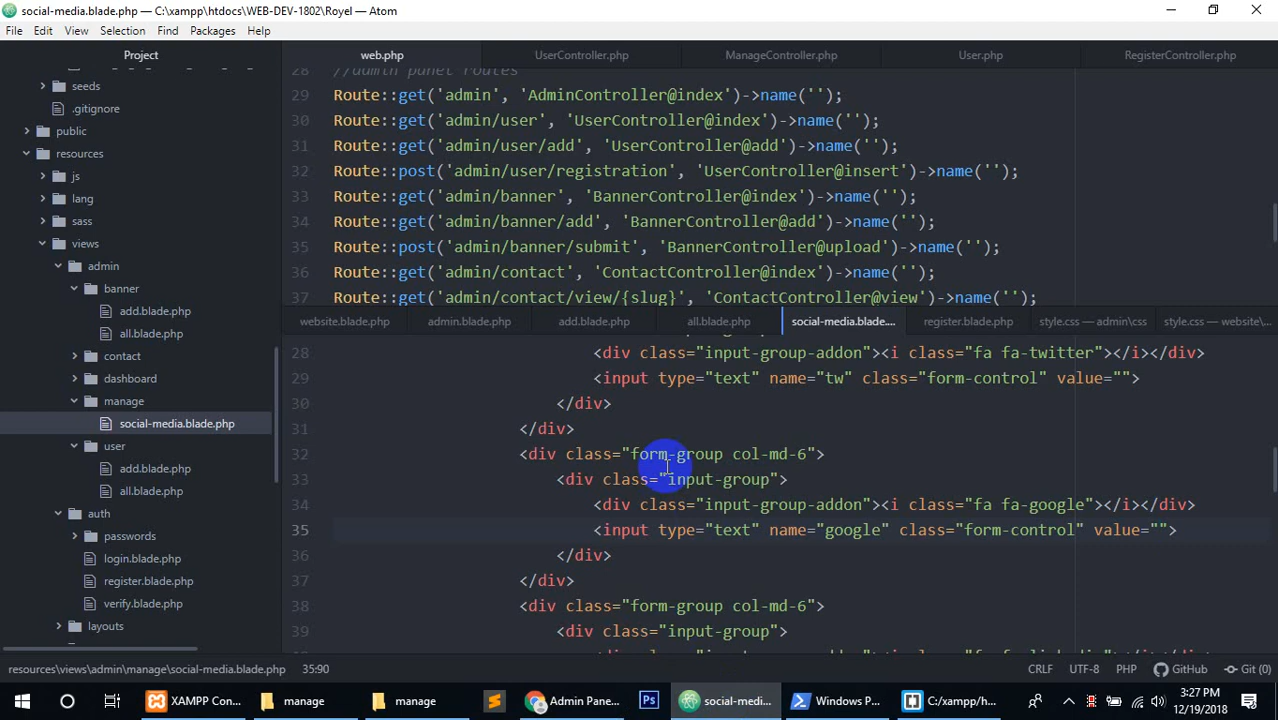 social-media.blade.php — C:\xampp\htdocs\WEB-DEV-1802\Royel — Atom
File Edit View Selection Find Packages Help
Project
seeds
.gitignore
public
resources
js
lang
sass
views
admin
banner
add.blade.php
all.blade.php
contact
dashboard
manage
social-media.blade.php
user
add.blade.php
all.blade.php
auth
passwords
login.blade.php
register.blade.php
verify.blade.php
layouts
web.php UserController.php ManageController.php User.php RegisterController.php
28 //admin panel routes
29 Route::get('admin', 'AdminController@index')->name('');
30 Route::get('admin/user', 'UserController@index')->name('');
31 Route::get('admin/user/add', 'UserController@add')->name('');
32 Route::post('admin/user/registration', 'UserController@insert')->name('');
33 Route::get('admin/banner', 'BannerController@index')->name('');
34 Route::get('admin/banner/add', 'BannerController@add')->name('');
35 Route::post('admin/banner/submit', 'BannerController@upload')->name('');
36 Route::get('admin/contact', 'ContactController@index')->name('');
37 Route::get('admin/contact/view/{slug}', 'ContactController@view')->name('');
website.blade.php admin.blade.php add.blade.php all.blade.php social-media.blade.... register.blade.php style.css — admin\css style.css — website\...
28 <div class="input-group-addon"><i class="fa fa-twitter"></i></div>
29 <input type="text" name="tw" class="form-control" value="">
30 </div>
31 </div>
32 <div class="form-group col-md-6">
33 <div class="input-group">
34 <div class="input-group-addon"><i class="fa fa-google"></i></div>
35 <input type="text" name="google" class="form-control" value="">
36 </div>
37 </div>
38 <div class="form-group col-md-6">
39 <div class="input-group">
resources\views\admin\manage\social-media.blade.php 35:90 CRLF UTF-8 PHP GitHub Git (0)
XAMPP Con... manage manage Admin Pane... Ps social-medi... Windows P... C:/xampp/h... 3:27 PM
12/19/2018